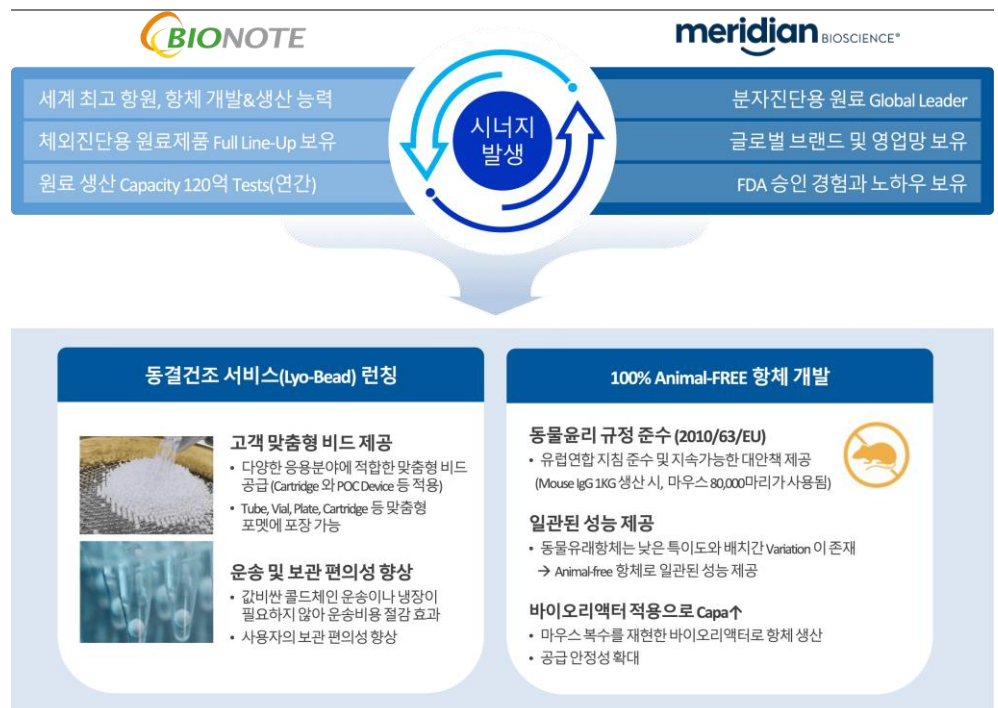 BIONOTE
meridian BIOSCIENCE®
세계 최고 항원, 항체 개발&생산 능력
체외진단용 원료제품 Full Line-Up 보유
원료 생산 Capacity 120억 Tests(연간)
시너지
발생
분자진단용 원료 Global Leader
글로벌 브랜드 및 영업망 보유
FDA 승인 경험과 노하우 보유
동결건조 서비스(Lyo-Bead) 런칭
고객 맞춤형 비드 제공
• 다양한 응용분야에 적합한 맞춤형 비드
공급(Cartridge 와 POC Device 등 적용)
• Tube, Vial, Plate, Cartridge 등 맞춤형
포멧에 포장 가능
운송 및 보관 편의성 향상
• 값비싼 콜드체인 운송이나 냉장이
필요하지 않아 운송비용 절감 효과
• 사용자의 보관 편의성 향상
100% Animal-FREE 항체 개발
동물윤리 규정 준수 (2010/63/EU)
• 유럽연합 지침 준수 및 지속가능한 대안책 제공
(Mouse IgG 1KG 생산 시, 마우스 80,000마리가 사용됨)
일관된 성능 제공
• 동물유래항체는 낮은 특이도와 배치간 Variation 이 존재
→ Animal-free 항체로 일관된 성능 제공
바이오리액터 적용으로 Capa↑
• 마우스 복수를 재현한 바이오리액터로 항체 생산
• 공급 안정성 확대